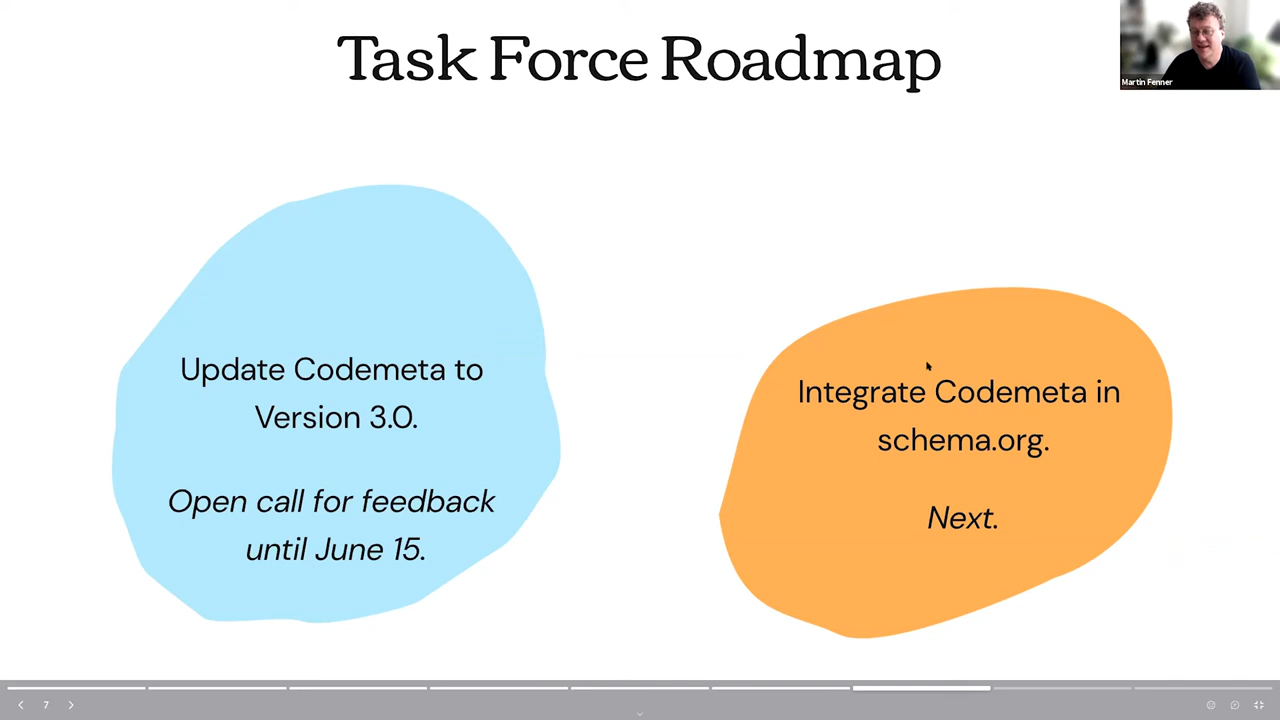 Task Force Roadmap
Martin Fenner
Update Codemeta to
Version 3.0.
Open call for feedback
until June 15.
Integrate Codemeta in
schema.org.
Next.
7